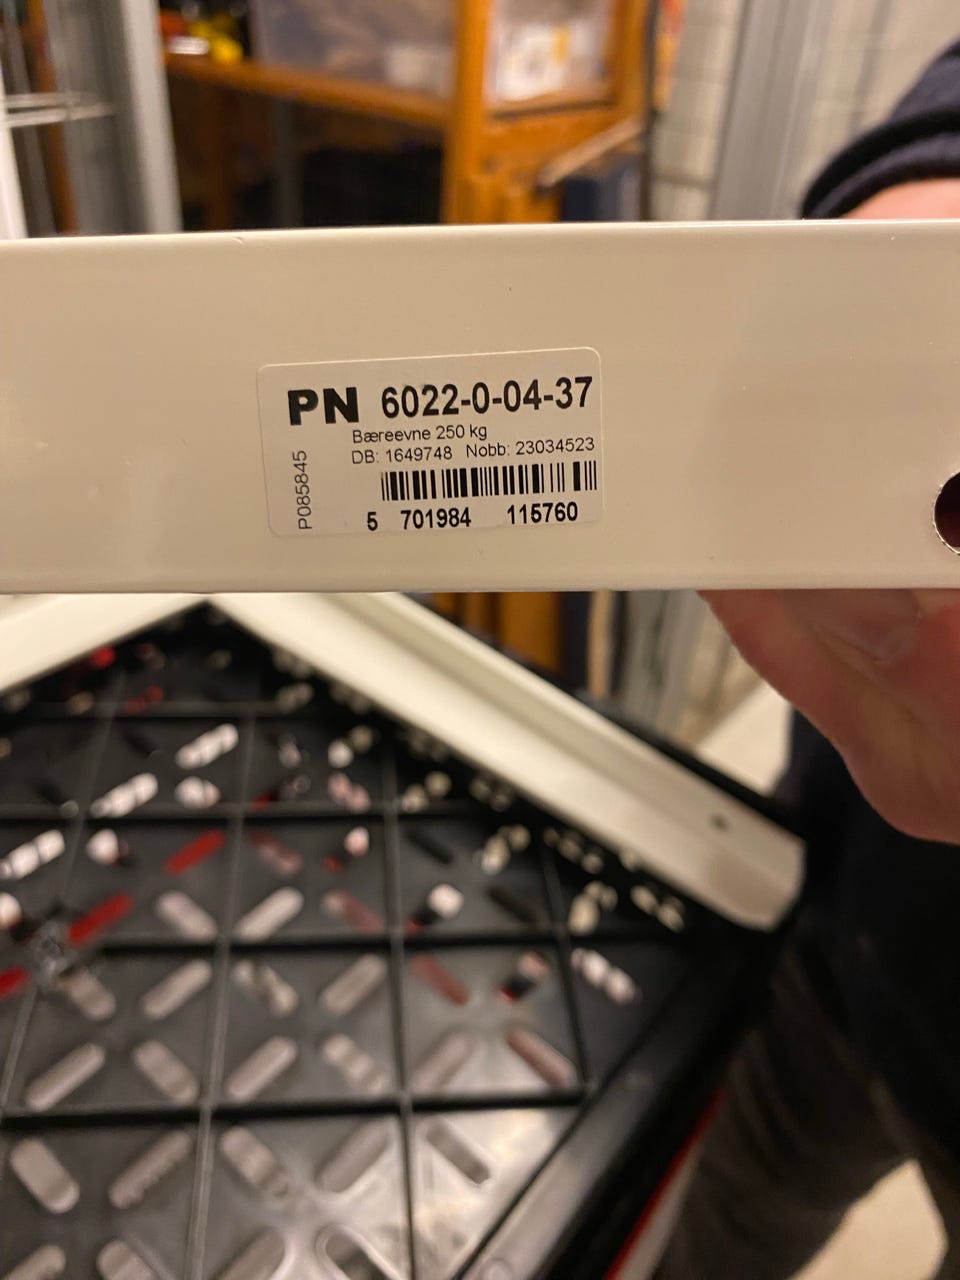 PN 6022-0-04-37
Bæreevne 250 kg
DB: 1649748 Nobb: 23034523
P085845
5 701984 115760